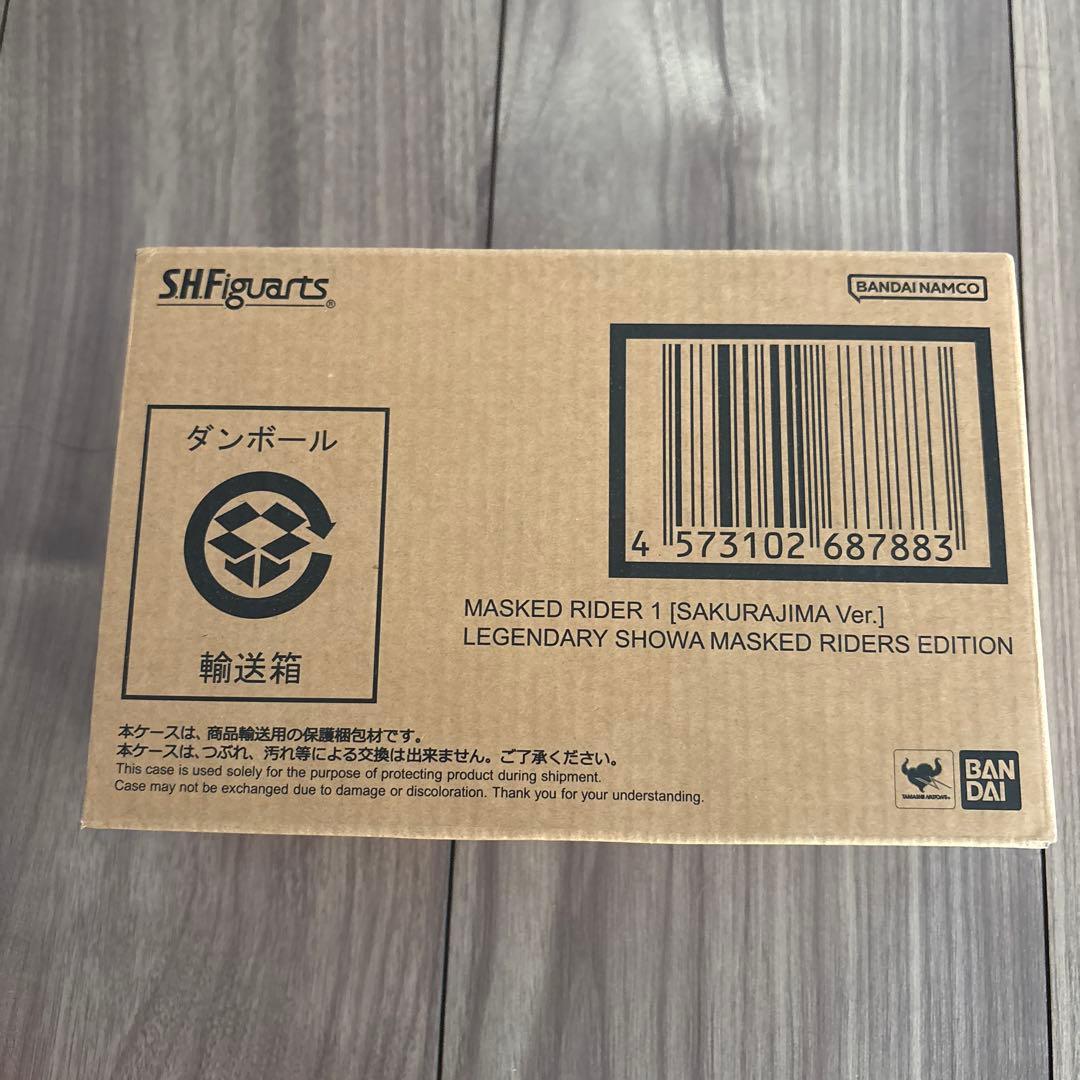 S.H.Figuarts®
BANDAI NAMCO
ダンボール
輸送箱
4 573102 687883
MASKED RIDER 1 [SAKURAJIMA Ver.]
LEGENDARY SHOWA MASKED RIDERS EDITION
本ケースは、商品輸送用の保護梱包材です。
本ケースは、つぶれ、汚れ等による交換は出来ません。ご了承ください。
This case is used solely for the purpose of protecting product during shipment.
Case may not be exchanged due to damage or discoloration. Thank you for your understanding.
TAMASHII NATIONS®
BAN
DAI